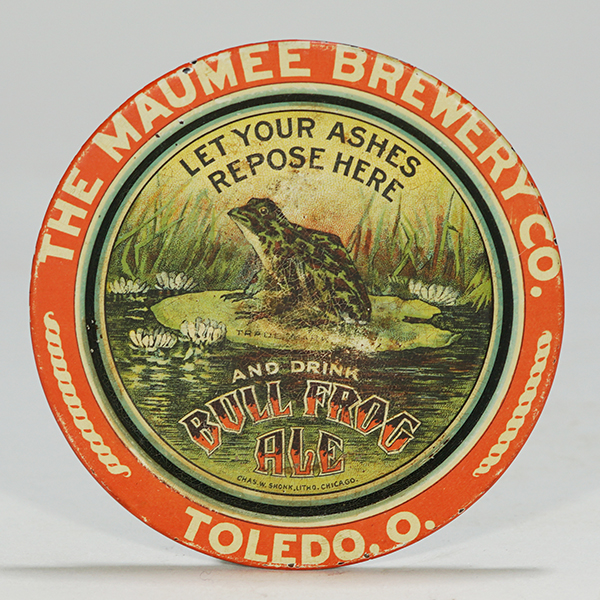 THE MAUMEE BREWERY CO.
LET YOUR ASHES
REPOSE HERE
AND DRINK
BULL FROG
ALE
CHAS. W. SHONK, LITHO. CHICAGO.
TOLEDO, O.